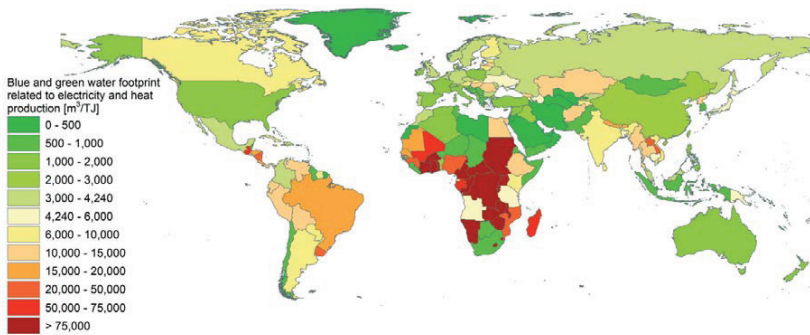 Blue and green water footprint
related to electricity and heat
production [m³/TJ]
0 - 500
500 - 1,000
1,000 - 2,000
2,000 - 3,000
3,000 - 4,240
4,240 - 6,000
6,000 - 10,000
10,000 - 15,000
15,000 - 20,000
20,000 - 50,000
50,000 - 75,000
> 75,000